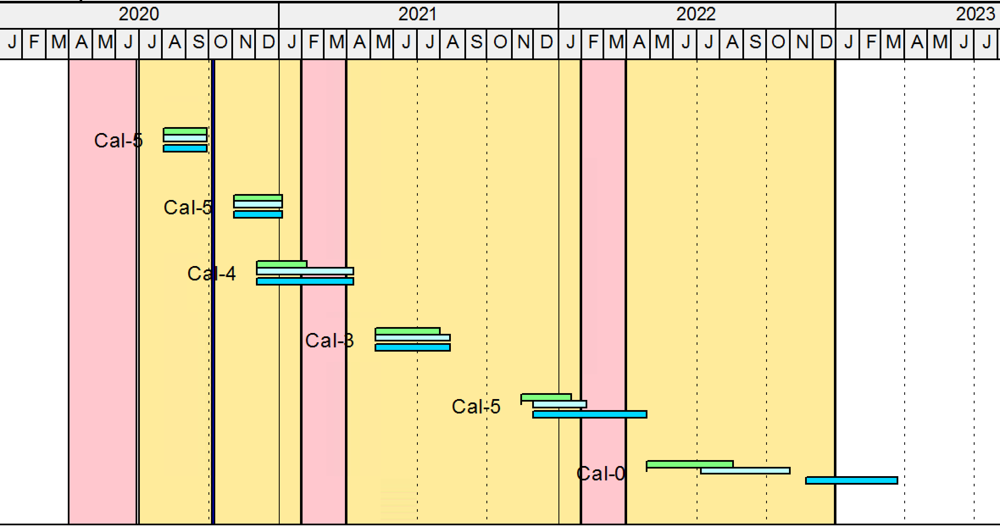 2020 2021 2022 2023
J F M A M J J A S O N D J F M A M J J A S O N D J F M A M J J A S O N D J F M A M J J
Cal-5
Cal-5
Cal-4
Cal-3
Cal-5
Cal-0